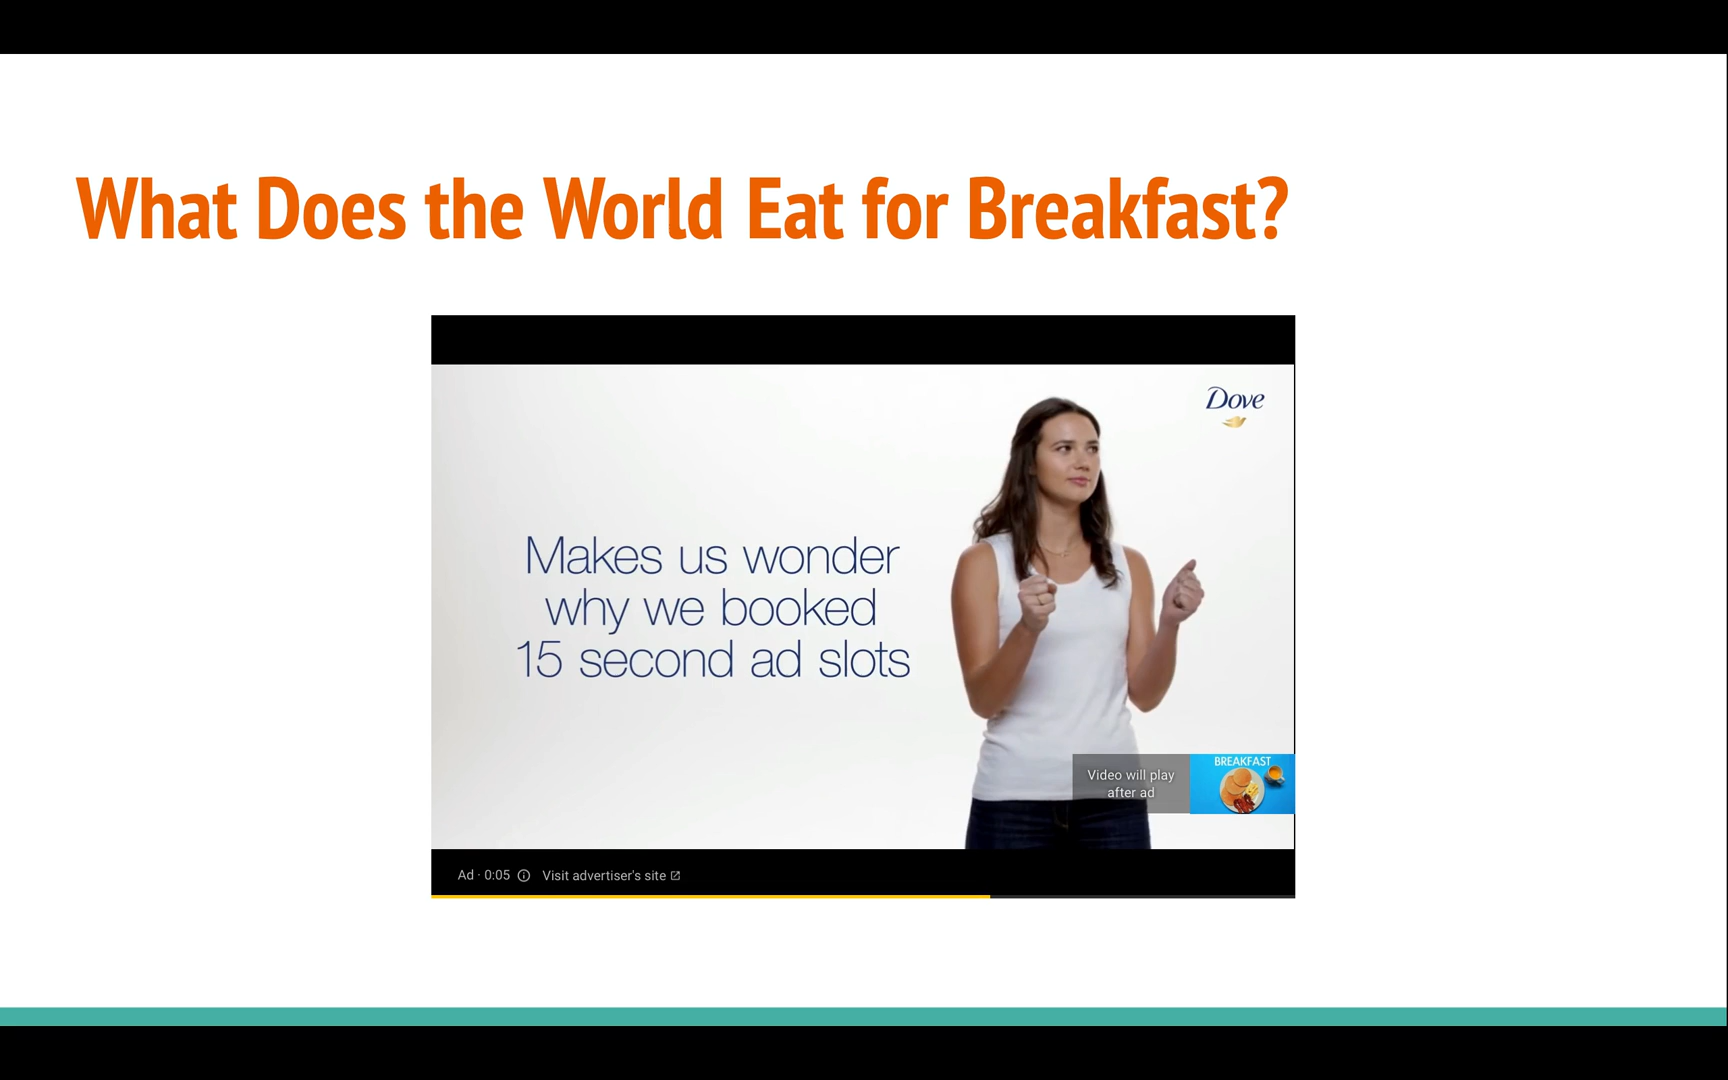 What Does the World Eat for Breakfast?
Dove
Makes us wonder
why we booked
15 second ad slots
Video will play
after ad
BREAKFAST
Ad · 0:05 Visit advertiser's site